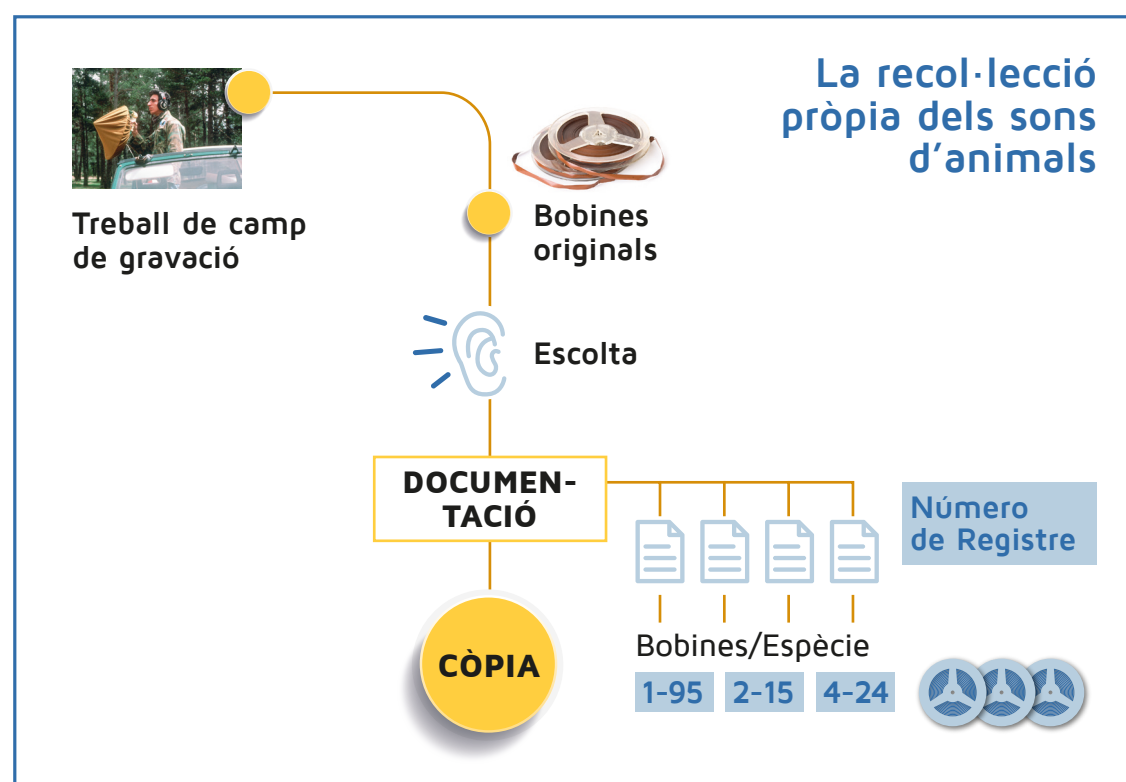 La recol·lecció
pròpia dels sons
d'animals
Treball de camp
de gravació
Bobines
originals
Escolta
DOCUMEN-
TACIÓ
Número
de Registre
CÒPIA
Bobines/Espècie
1-95 2-15 4-24